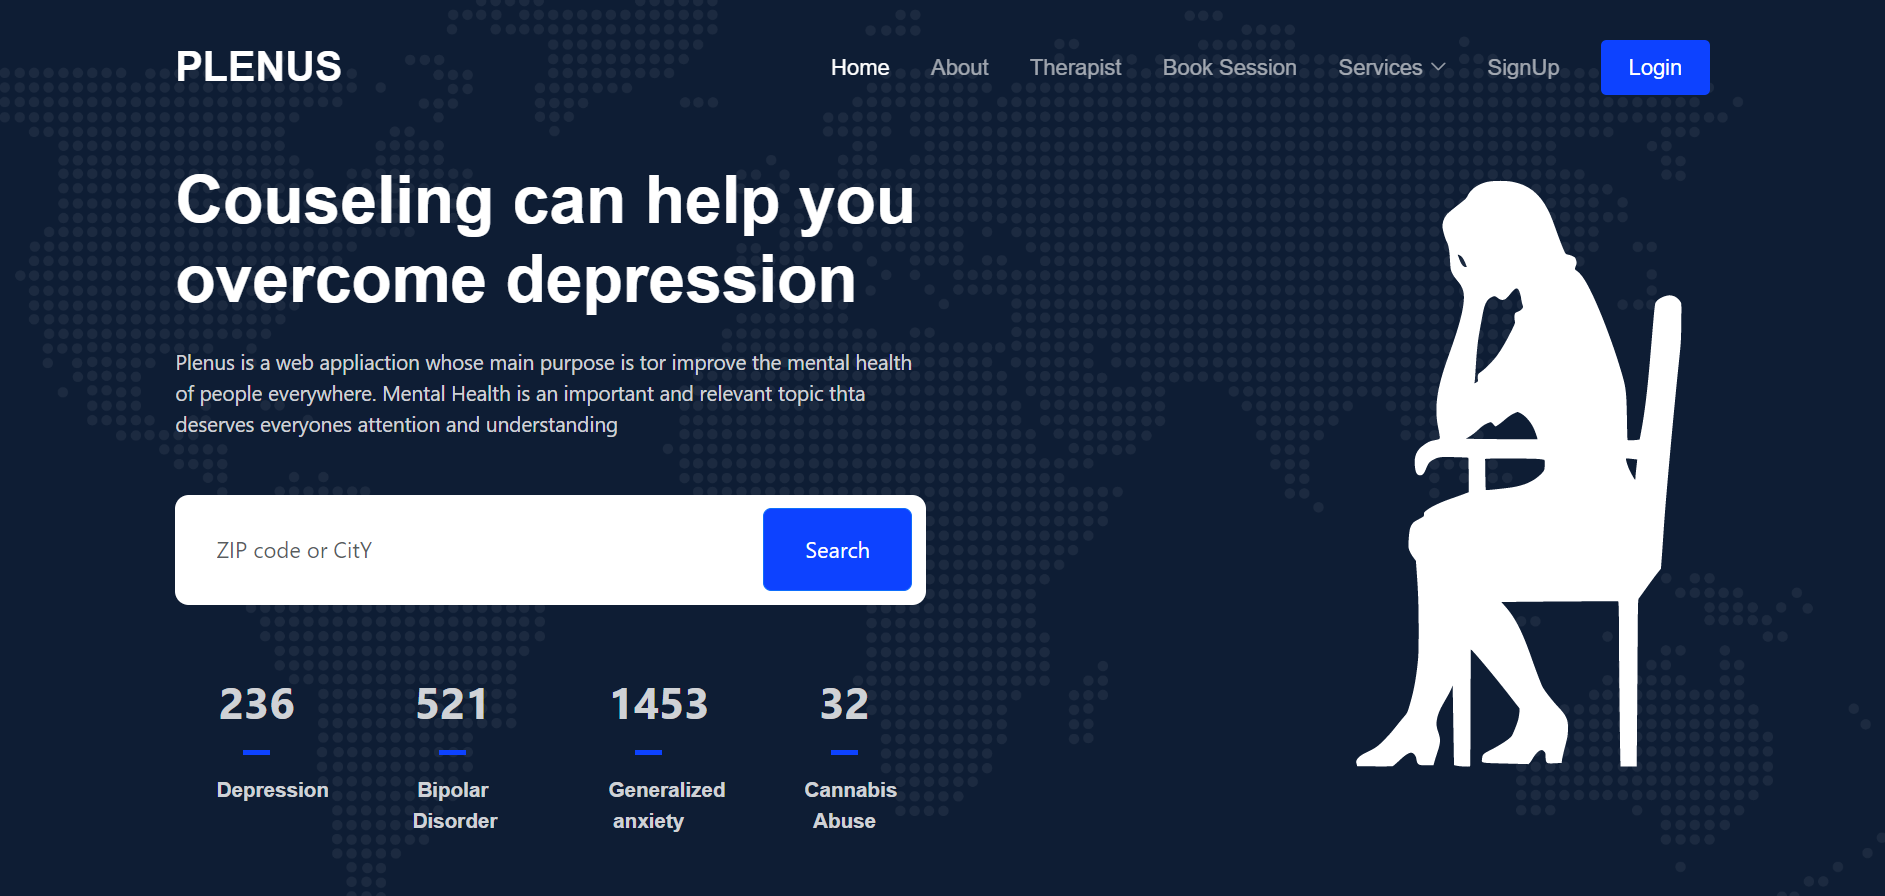 PLENUS
Home About Therapist Book Session Services SignUp Login
Couseling can help you
overcome depression
Plenus is a web appliaction whose main purpose is tor improve the mental health
of people everywhere. Mental Health is an important and relevant topic thta
deserves everyones attention and understanding
ZIP code or CitY
Search
236 521 1453 32
Depression Bipolar Generalized Cannabis
Disorder anxiety Abuse